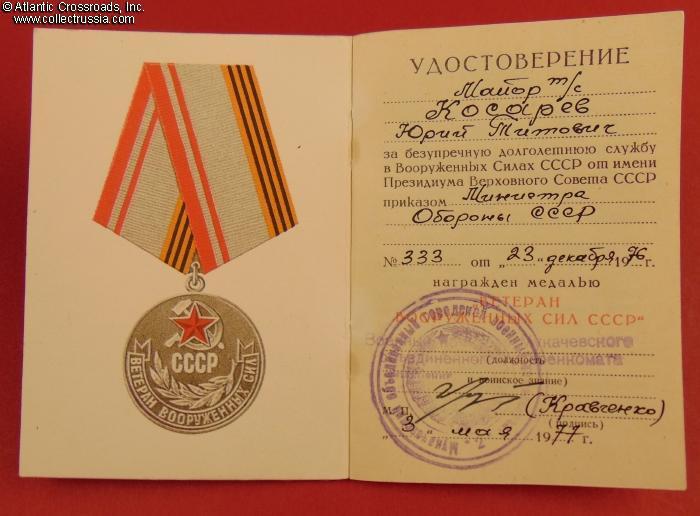 © Atlantic Crossroads, Inc.
www.collectrussia.com
СССР
ВЕТЕРАН ВООРУЖЕННЫХ СИЛ
УДОСТОВЕРЕНИЕ
Майор т/с
Косарев
Юрий Титович
за безупречную долголетнюю службу
в Вооруженных Силах СССР от имени
Президиума Верховного Совета СССР
приказом Министра
Обороны СССР
№ 333 от „23“ декабря 1976 г.
награжден медалью
ВЕТЕРАН
ВООРУЖЕННЫХ СИЛ СССР"
(должность
и воинское звание)
М. П. (Кравченко)
(подпись)
„3“ мая 1977 г.